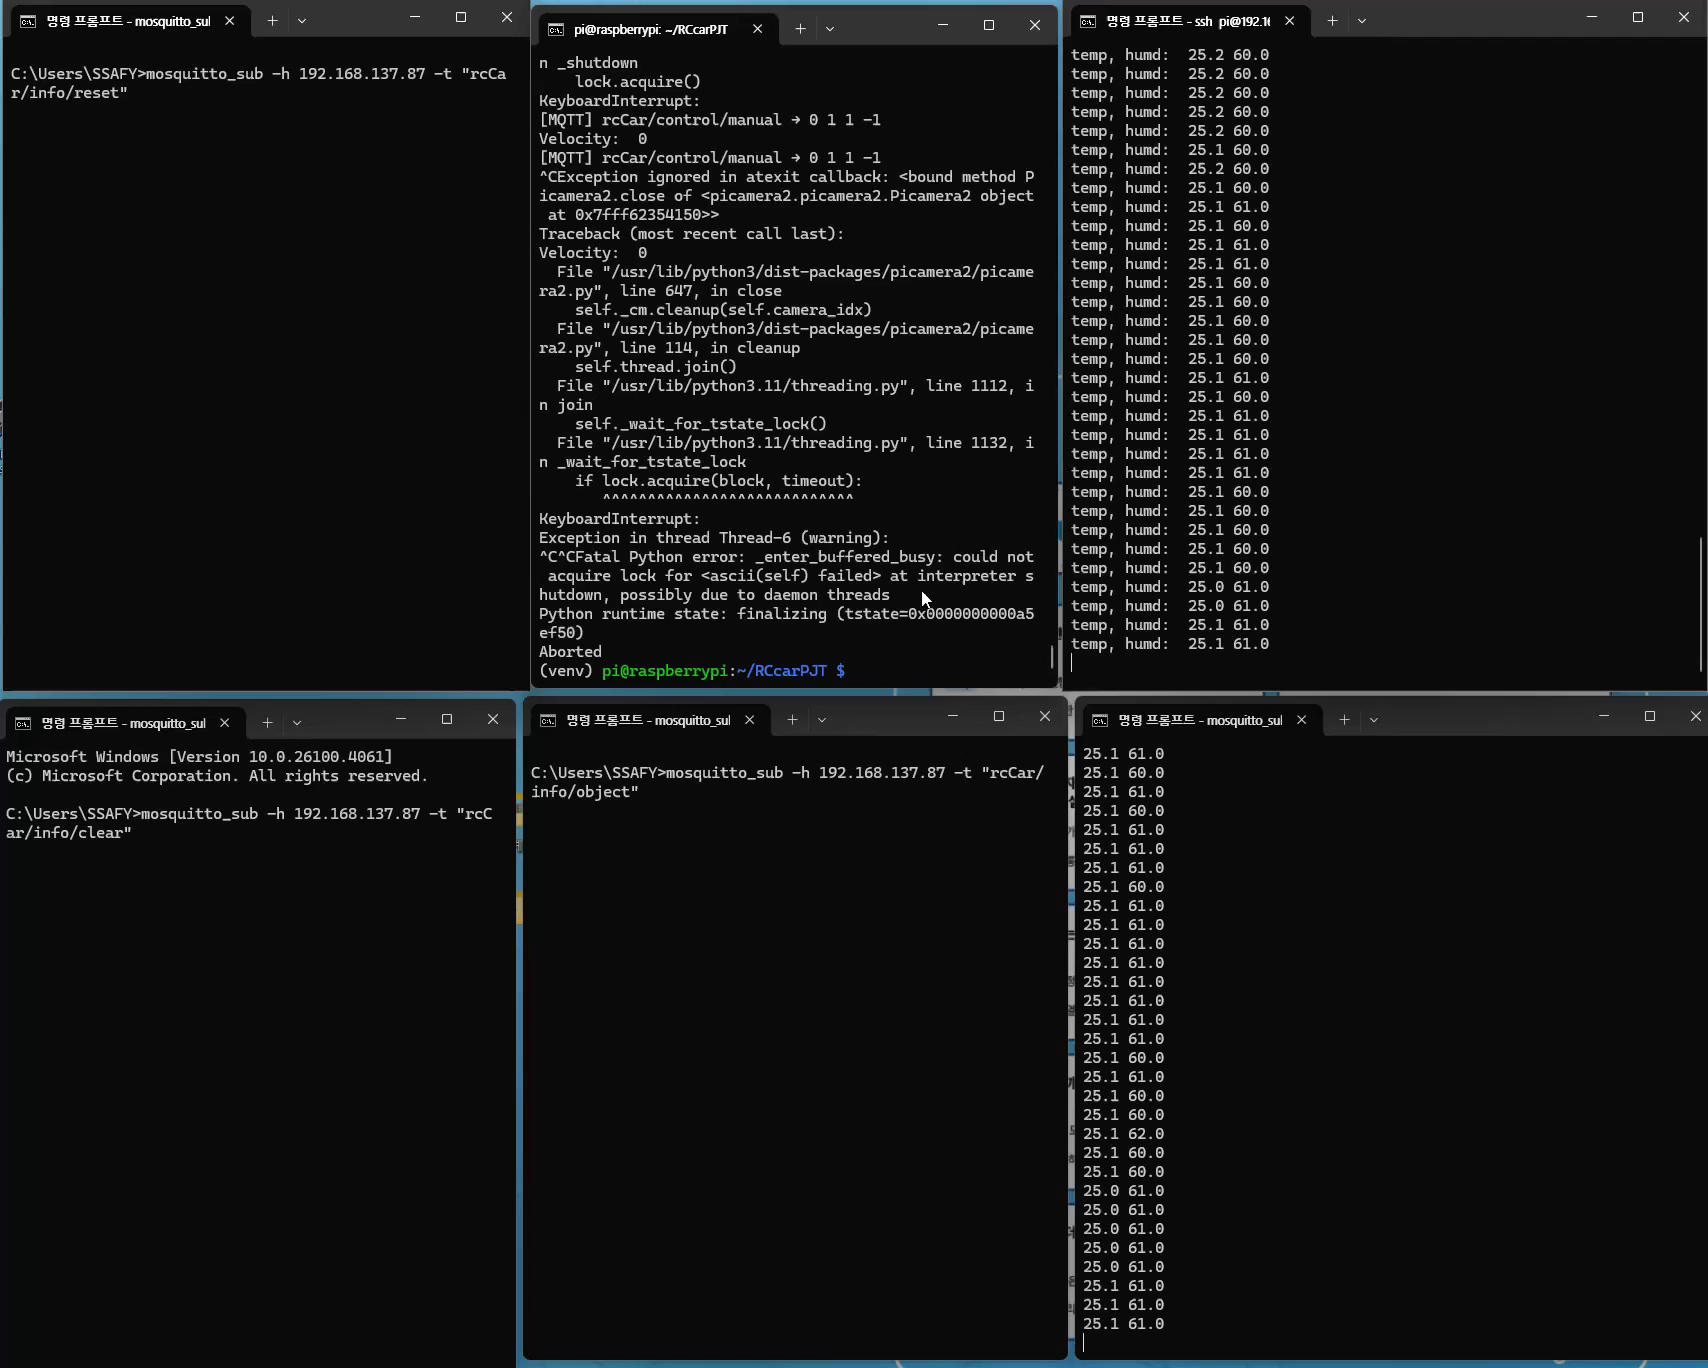 명령 프롬프트 - mosquitto_sul
C:\Users\SSAFY>mosquitto_sub -h 192.168.137.87 -t "rcCa
r/info/reset"
pi@raspberrypi: ~/RCcarPJT
n _shutdown
    lock.acquire()
KeyboardInterrupt:
[MQTT] rcCar/control/manual → 0 1 1 -1
Velocity:  0
[MQTT] rcCar/control/manual → 0 1 1 -1
^CException ignored in atexit callback: <bound method P
icamera2.close of <picamera2.picamera2.Picamera2 object
 at 0x7fff62354150>>
Traceback (most recent call last):
Velocity:  0
  File "/usr/lib/python3/dist-packages/picamera2/picame
ra2.py", line 647, in close
    self._cm.cleanup(self.camera_idx)
  File "/usr/lib/python3/dist-packages/picamera2/picame
ra2.py", line 114, in cleanup
    self.thread.join()
  File "/usr/lib/python3.11/threading.py", line 1112, i
n join
    self._wait_for_tstate_lock()
  File "/usr/lib/python3.11/threading.py", line 1132, i
n _wait_for_tstate_lock
    if lock.acquire(block, timeout):
       ^^^^^^^^^^^^^^^^^^^^^^^^^^^^
KeyboardInterrupt:
Exception in thread Thread-6 (warning):
^C^CFatal Python error: _enter_buffered_busy: could not
 acquire lock for <ascii(self) failed> at interpreter s
hutdown, possibly due to daemon threads
Python runtime state: finalizing (tstate=0x0000000000a5
ef50)
Aborted
(venv) pi@raspberrypi:~/RCcarPJT $
명령 프롬프트 - ssh  pi@192.16
temp, humd:  25.2 60.0
temp, humd:  25.2 60.0
temp, humd:  25.2 60.0
temp, humd:  25.2 60.0
temp, humd:  25.2 60.0
temp, humd:  25.1 60.0
temp, humd:  25.2 60.0
temp, humd:  25.1 60.0
temp, humd:  25.1 61.0
temp, humd:  25.1 60.0
temp, humd:  25.1 61.0
temp, humd:  25.1 61.0
temp, humd:  25.1 60.0
temp, humd:  25.1 60.0
temp, humd:  25.1 60.0
temp, humd:  25.1 60.0
temp, humd:  25.1 60.0
temp, humd:  25.1 61.0
temp, humd:  25.1 60.0
temp, humd:  25.1 61.0
temp, humd:  25.1 61.0
temp, humd:  25.1 61.0
temp, humd:  25.1 61.0
temp, humd:  25.1 60.0
temp, humd:  25.1 60.0
temp, humd:  25.1 60.0
temp, humd:  25.1 60.0
temp, humd:  25.1 60.0
temp, humd:  25.0 61.0
temp, humd:  25.0 61.0
temp, humd:  25.1 61.0
temp, humd:  25.1 61.0
명령 프롬프트 - mosquitto_sul
Microsoft Windows [Version 10.0.26100.4061]
(c) Microsoft Corporation. All rights reserved.
C:\Users\SSAFY>mosquitto_sub -h 192.168.137.87 -t "rcC
ar/info/clear"
명령 프롬프트 - mosquitto_sul
C:\Users\SSAFY>mosquitto_sub -h 192.168.137.87 -t "rcCar/
info/object"
명령 프롬프트 - mosquitto_sul
25.1 61.0
25.1 60.0
25.1 61.0
25.1 60.0
25.1 61.0
25.1 61.0
25.1 61.0
25.1 60.0
25.1 61.0
25.1 61.0
25.1 61.0
25.1 61.0
25.1 61.0
25.1 61.0
25.1 61.0
25.1 61.0
25.1 60.0
25.1 61.0
25.1 60.0
25.1 60.0
25.1 62.0
25.1 60.0
25.1 60.0
25.0 61.0
25.0 61.0
25.0 61.0
25.0 61.0
25.0 61.0
25.1 61.0
25.1 61.0
25.1 61.0